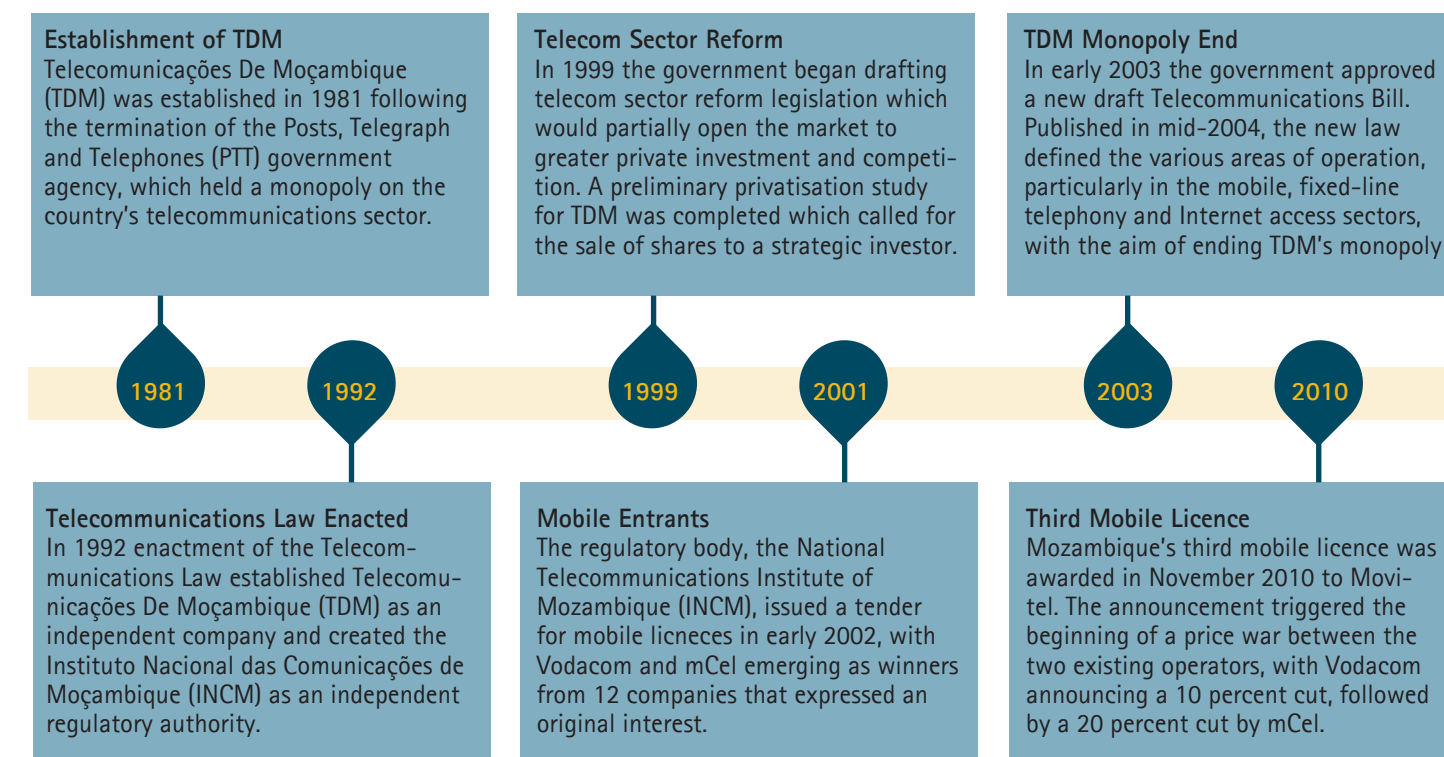 Establishment of TDM
Telecomunicações De Moçambique
(TDM) was established in 1981 following
the termination of the Posts, Telegraph
and Telephones (PTT) government
agency, which held a monopoly on the
country's telecommunications sector.
Telecom Sector Reform
In 1999 the government began drafting
telecom sector reform legislation which
would partially open the market to
greater private investment and competi-
tion. A preliminary privatisation study
for TDM was completed which called for
the sale of shares to a strategic investor.
TDM Monopoly End
In early 2003 the government approved
a new draft Telecommunications Bill.
Published in mid-2004, the new law
defined the various areas of operation,
particularly in the mobile, fixed-line
telephony and Internet access sectors,
with the aim of ending TDM's monopoly
1981
1992
1999
2001
2003
2010
Telecommunications Law Enacted
In 1992 enactment of the Telecom-
munications Law established Telecomu-
nicações De Moçambique (TDM) as an
independent company and created the
Instituto Nacional das Comunicações de
Moçambique (INCM) as an independent
regulatory authority.
Mobile Entrants
The regulatory body, the National
Telecommunications Institute of
Mozambique (INCM), issued a tender
for mobile licneces in early 2002, with
Vodacom and mCel emerging as winners
from 12 companies that expressed an
original interest.
Third Mobile Licence
Mozambique's third mobile licence was
awarded in November 2010 to Movi-
tel. The announcement triggered the
beginning of a price war between the
two existing operators, with Vodacom
announcing a 10 percent cut, followed
by a 20 percent cut by mCel.